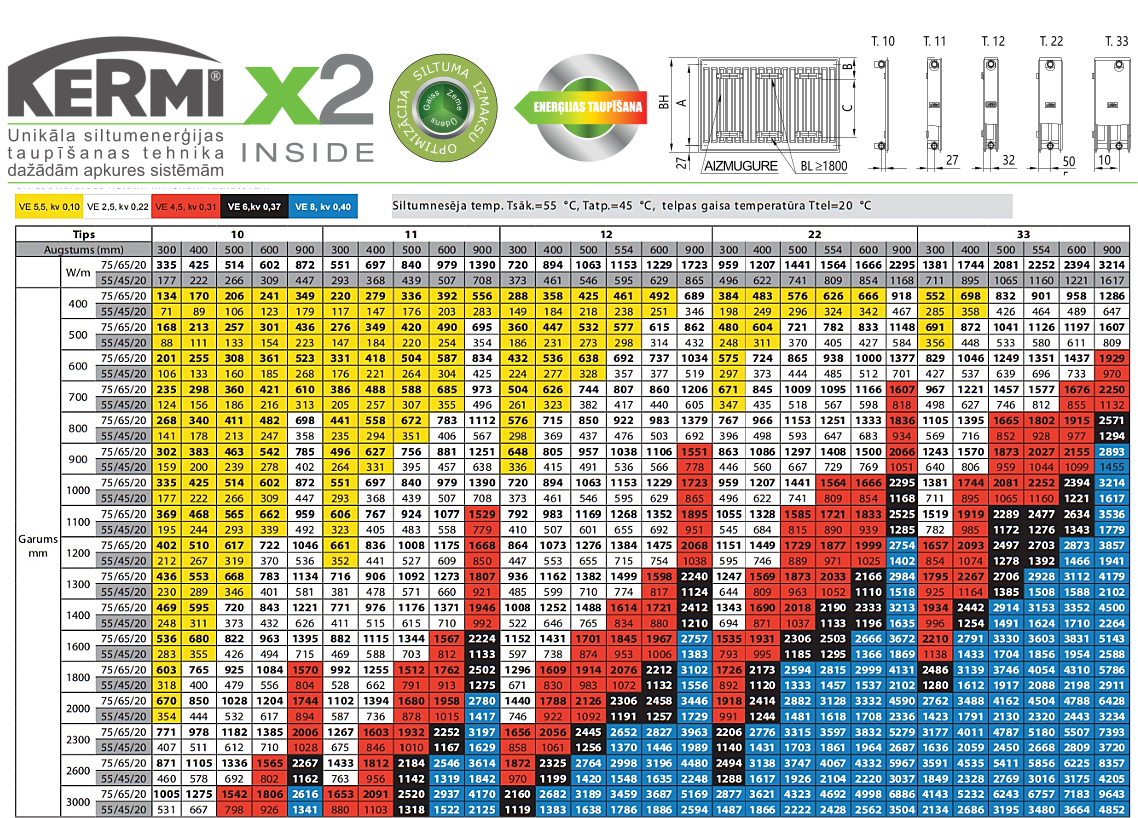 KERMI® X2
INSIDE
Unikāla siltumenerģijas
taupīšanas tehnika
dažādām apkures sistēmām
SILTUMA IZMAKSU OPTIMIZĀCIJA
Gaiss Zeme Ūdens
ENERĢIJAS TAUPĪŠANA
BH A B C 27
AIZMUGURE BL ≥1800
T. 10 T. 11 T. 12 T. 22 T. 33
27 32 50 10
VE 5,5, kv 0,10 VE 2,5, kv 0,22 VE 4,5, kv 0,31 VE 6,kv 0,37 VE 8, kv 0,40
Siltumnesēja temp. Tsāk.=55 °C, Tatp.=45 °C, telpas gaisa temperatūra Ttel=20 °C
Tips 10 11 12 22 33
Augstums (mm) 300 400 500 600 900 300 400 500 600 900 300 400 500 554 600 900 300 400 500 554 600 900 300 400 500 554 600 900
W/m 75/65/20 335 425 514 602 872 551 697 840 979 1390 720 894 1063 1153 1229 1723 959 1207 1441 1564 1666 2295 1381 1744 2081 2252 2394 3214
55/45/20 177 222 266 309 447 293 368 439 507 708 373 461 546 595 629 865 496 622 741 809 854 1168 711 895 1065 1160 1221 1617
Garums mm
400 75/65/20 134 170 206 241 349 220 279 336 392 556 288 358 425 461 492 689 384 483 576 626 666 918 552 698 832 901 958 1286
55/45/20 71 89 106 123 179 117 147 176 203 283 149 184 218 238 251 346 198 249 296 324 342 467 285 358 426 464 489 647
500 75/65/20 168 213 257 301 436 276 349 420 490 695 360 447 532 577 615 862 480 604 721 782 833 1148 691 872 1041 1126 1197 1607
55/45/20 88 111 133 154 223 147 184 220 254 354 186 231 273 298 314 432 248 311 370 405 427 584 356 448 533 580 611 809
600 75/65/20 201 255 308 361 523 331 418 504 587 834 432 536 638 692 737 1034 575 724 865 938 1000 1377 829 1046 1249 1351 1437 1929
55/45/20 106 133 160 185 268 176 221 264 304 425 224 277 328 357 377 519 297 373 444 485 512 701 427 537 639 696 733 970
700 75/65/20 235 298 360 421 610 386 488 588 685 973 504 626 744 807 860 1206 671 845 1009 1095 1166 1607 967 1221 1457 1577 1676 2250
55/45/20 124 156 186 216 313 205 257 307 355 496 261 323 382 417 440 605 347 435 518 567 598 818 498 627 746 812 855 1132
800 75/65/20 268 340 411 482 698 441 558 672 783 1112 576 715 850 922 983 1379 767 966 1153 1251 1333 1836 1105 1395 1665 1802 1915 2571
55/45/20 141 178 213 247 358 235 294 351 406 567 298 369 437 476 503 692 396 498 593 647 683 934 569 716 852 928 977 1294
900 75/65/20 302 383 463 542 785 496 627 756 881 1251 648 805 957 1038 1106 1551 863 1086 1297 1408 1500 2066 1243 1570 1873 2027 2155 2893
55/45/20 159 200 239 278 402 264 331 395 457 638 336 415 491 536 566 778 446 560 667 729 769 1051 640 806 959 1044 1099 1455
1000 75/65/20 335 425 514 602 872 551 697 840 979 1390 720 894 1063 1153 1229 1723 959 1207 1441 1564 1666 2295 1381 1744 2081 2252 2394 3214
55/45/20 177 222 266 309 447 293 368 439 507 708 373 461 546 595 629 865 496 622 741 809 854 1168 711 895 1065 1160 1221 1617
1100 75/65/20 369 468 565 662 959 606 767 924 1077 1529 792 983 1169 1268 1352 1895 1055 1328 1585 1721 1833 2525 1519 1919 2289 2477 2634 3536
55/45/20 195 244 293 339 492 323 405 483 558 779 410 507 601 655 692 951 545 684 815 890 939 1285 782 985 1172 1276 1343 1779
1200 75/65/20 402 510 617 722 1046 661 836 1008 1175 1668 864 1073 1276 1384 1475 2068 1151 1449 1729 1877 1999 2754 1657 2093 2497 2703 2873 3857
55/45/20 212 267 319 370 536 352 441 527 609 850 447 553 655 715 754 1038 595 746 889 971 1025 1402 854 1074 1278 1392 1466 1941
1300 75/65/20 436 553 668 783 1134 716 906 1092 1273 1807 936 1162 1382 1499 1598 2240 1247 1569 1873 2033 2166 2984 1795 2267 2706 2928 3112 4179
55/45/20 230 289 346 401 581 381 478 571 660 921 485 599 710 774 817 1124 644 808 963 1052 1110 1518 925 1164 1385 1508 1588 2102
1400 75/65/20 469 595 720 843 1221 771 976 1176 1371 1946 1008 1252 1488 1614 1721 2412 1343 1690 2018 2190 2333 3213 1934 2442 2914 3153 3352 4500
55/45/20 248 311 373 432 626 411 515 615 710 992 522 646 765 834 880 1210 694 871 1037 1133 1196 1635 996 1254 1491 1624 1710 2264
1600 75/65/20 536 680 822 963 1395 882 1115 1344 1567 2224 1152 1431 1701 1845 1967 2757 1535 1931 2306 2503 2666 3672 2210 2791 3330 3603 3831 5143
55/45/20 283 355 426 494 715 469 588 703 812 1133 597 738 874 953 1006 1383 793 995 1185 1295 1366 1869 1138 1433 1704 1856 1954 2588
1800 75/65/20 603 765 925 1084 1570 992 1255 1512 1762 2502 1296 1609 1914 2076 2212 3102 1726 2173 2594 2815 2999 4131 2486 3139 3746 4054 4310 5786
55/45/20 318 400 479 556 804 528 662 791 913 1275 671 830 983 1072 1132 1556 892 1120 1333 1457 1537 2102 1280 1612 1917 2088 2198 2911
2000 75/65/20 670 850 1028 1204 1744 1102 1394 1680 1958 2780 1440 1788 2126 2306 2458 3446 1918 2414 2882 3128 3332 4590 2762 3488 4162 4504 4788 6428
55/45/20 354 444 532 617 894 587 736 878 1015 1417 746 922 1092 1191 1257 1729 991 1244 1481 1618 1708 2336 1423 1791 2130 2320 2443 3234
2300 75/65/20 771 978 1182 1385 2006 1267 1603 1932 2252 3197 1656 2056 2445 2652 2827 3963 2206 2776 3315 3597 3832 5279 3177 4011 4787 5180 5507 7393
55/45/20 407 511 612 710 1028 675 846 1010 1167 1629 858 1061 1256 1370 1446 1989 1140 1431 1703 1861 1964 2687 1636 2059 2450 2668 2809 3720
2600 75/65/20 871 1105 1336 1565 2267 1433 1812 2184 2546 3614 1872 2325 2764 2998 3196 4480 2494 3138 3747 4067 4332 5967 3591 4535 5411 5856 6225 8357
55/45/20 460 578 692 802 1162 763 956 1142 1319 1842 970 1199 1420 1548 1635 2248 1288 1617 1926 2104 2220 3037 1849 2328 2769 3016 3175 4205
3000 75/65/20 1005 1275 1542 1806 2616 1653 2091 2520 2937 4170 2160 2682 3189 3459 3687 5169 2877 3621 4323 4692 4998 6886 4143 5232 6243 6757 7183 9643
55/45/20 531 667 798 926 1341 880 1103 1318 1522 2125 1119 1383 1638 1786 1886 2594 1487 1866 2222 2428 2562 3504 2134 2686 3195 3480 3664 4852